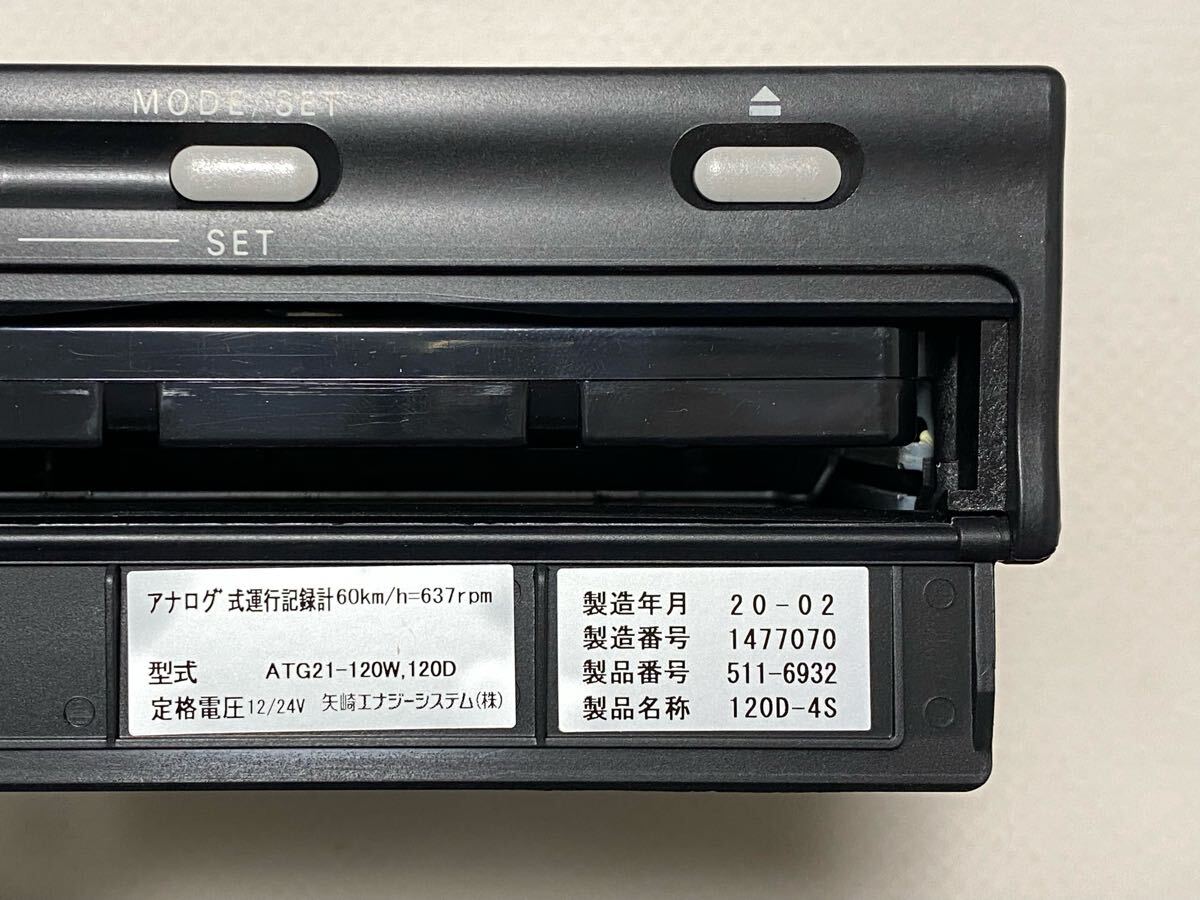 MODE/SET
SET
アナログ式運行記録計60km/h=637rpm
型式 ATG21-120W,120D
定格電圧12/24V 矢崎エナジーシステム(株)
製造年月 20-02
製造番号 1477070
製品番号 511-6932
製品名称 120D-4S